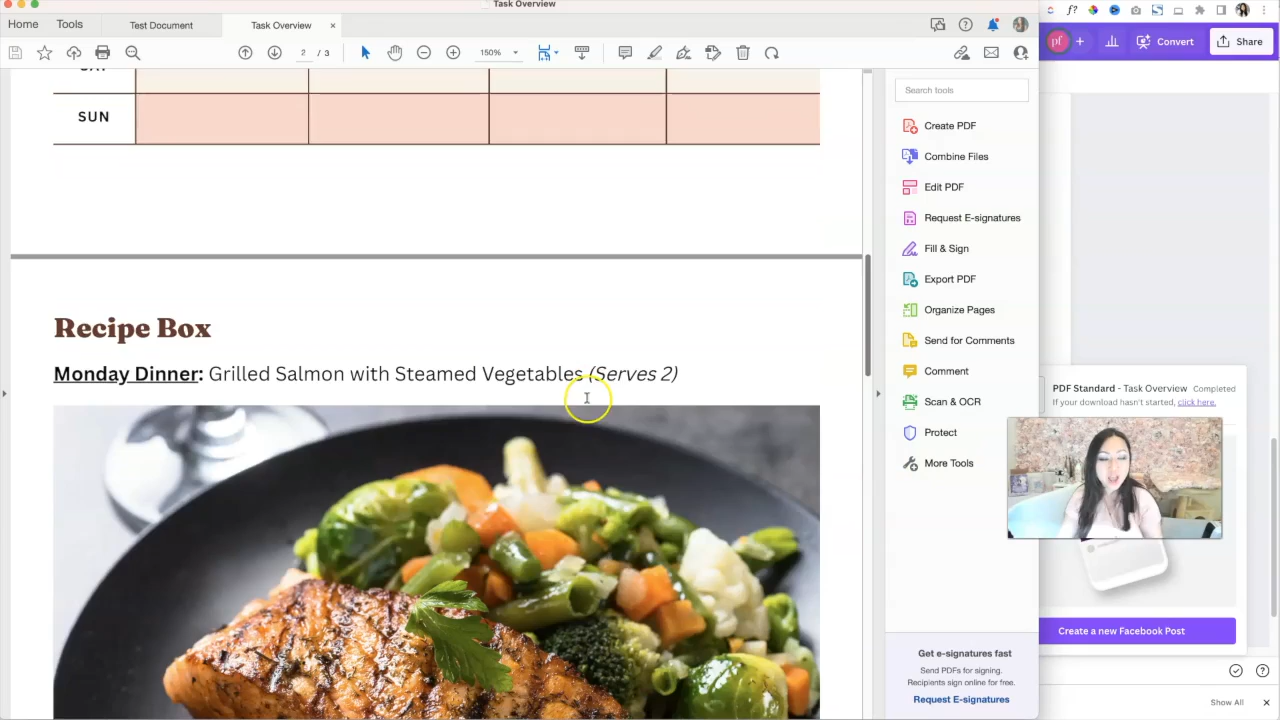 Task Overview
Home
Tools
Test Document
Task Overview
2 / 3
150%
Convert
Share
Search tools
SUN
Create PDF
Combine Files
Edit PDF
Request E-signatures
Fill & Sign
Export PDF
Organize Pages
Send for Comments
Comment
Scan & OCR
Protect
More Tools
Recipe Box
Monday Dinner: Grilled Salmon with Steamed Vegetables (Serves 2)
PDF Standard - Task Overview Completed
If your download hasn't started, click here.
Create a new Facebook Post
Get e-signatures fast
Send PDFs for signing.
Recipients sign online for free.
Request E-signatures
Show All